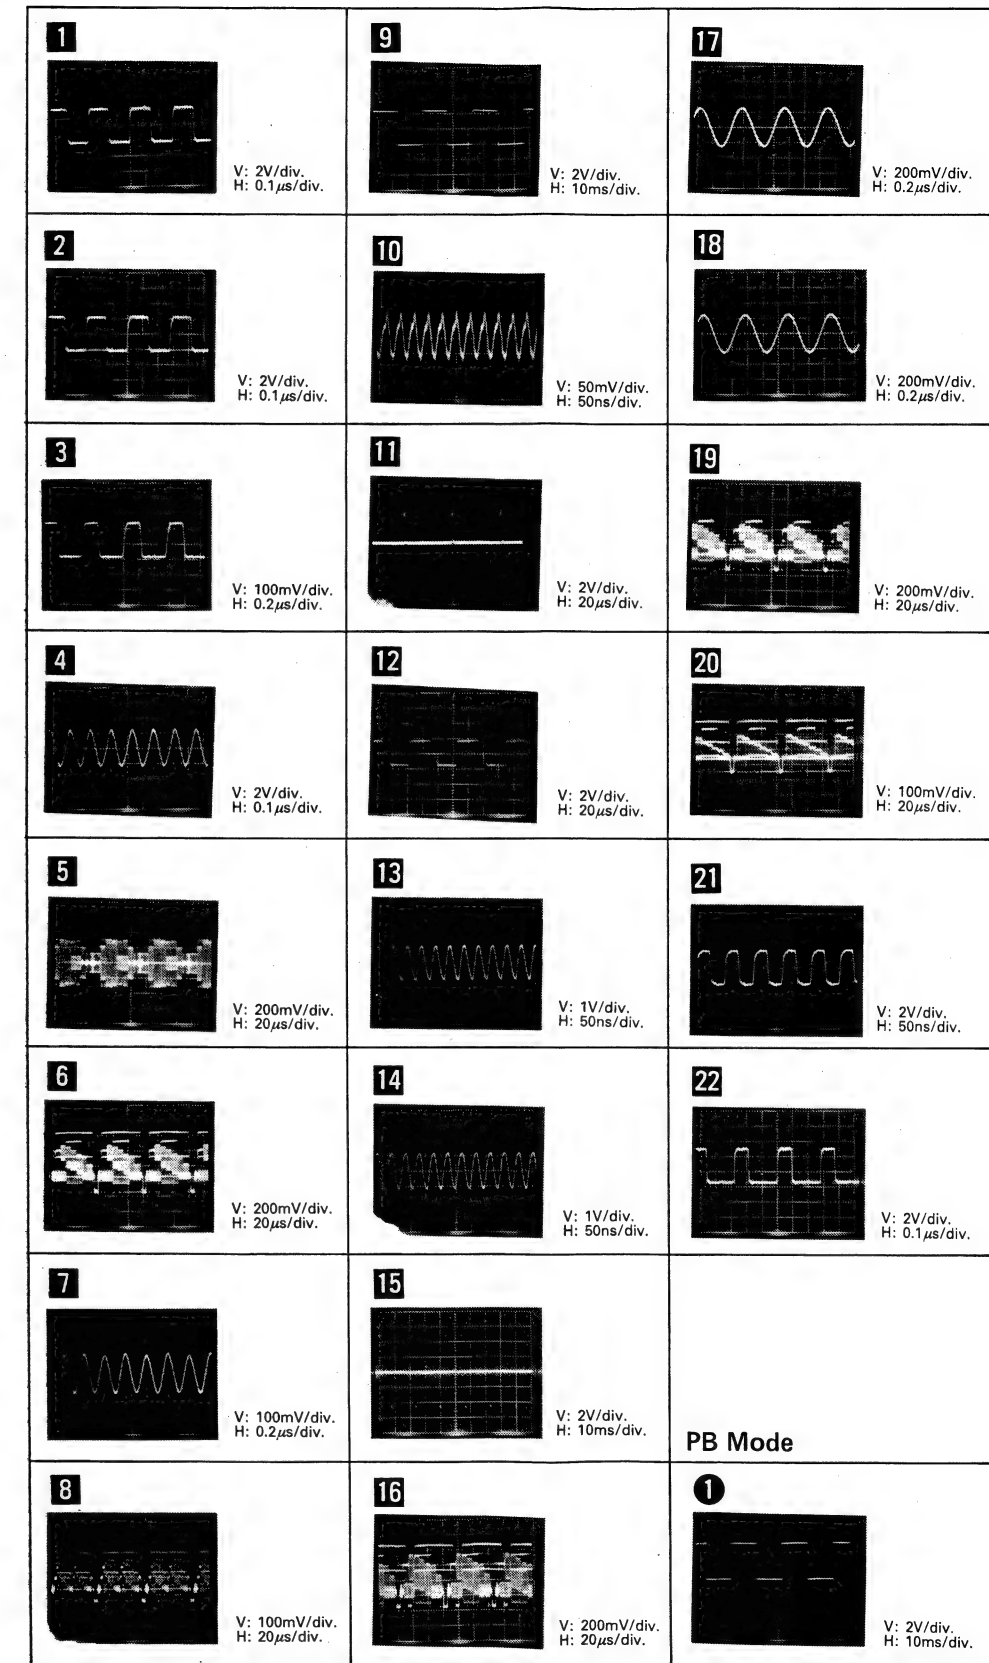 1
V: 2V/div.
H: 0.1μs/div.
2
V: 2V/div.
H: 0.1μs/div.
3
V: 100mV/div.
H: 0.2μs/div.
4
V: 2V/div.
H: 0.1μs/div.
5
V: 200mV/div.
H: 20μs/div.
6
V: 200mV/div.
H: 20μs/div.
7
V: 100mV/div.
H: 0.2μs/div.
8
V: 100mV/div.
H: 20μs/div.
9
V: 2V/div.
H: 10ms/div.
10
V: 50mV/div.
H: 50ns/div.
11
V: 2V/div.
H: 20μs/div.
12
V: 2V/div.
H: 20μs/div.
13
V: 1V/div.
H: 50ns/div.
14
V: 1V/div.
H: 50ns/div.
15
V: 2V/div.
H: 10ms/div.
16
V: 200mV/div.
H: 20μs/div.
17
V: 200mV/div.
H: 0.2μs/div.
18
V: 200mV/div.
H: 0.2μs/div.
19
V: 200mV/div.
H: 20μs/div.
20
V: 100mV/div.
H: 20μs/div.
21
V: 2V/div.
H: 50ns/div.
22
V: 2V/div.
H: 0.1μs/div.
PB Mode
1
V: 2V/div.
H: 10ms/div.